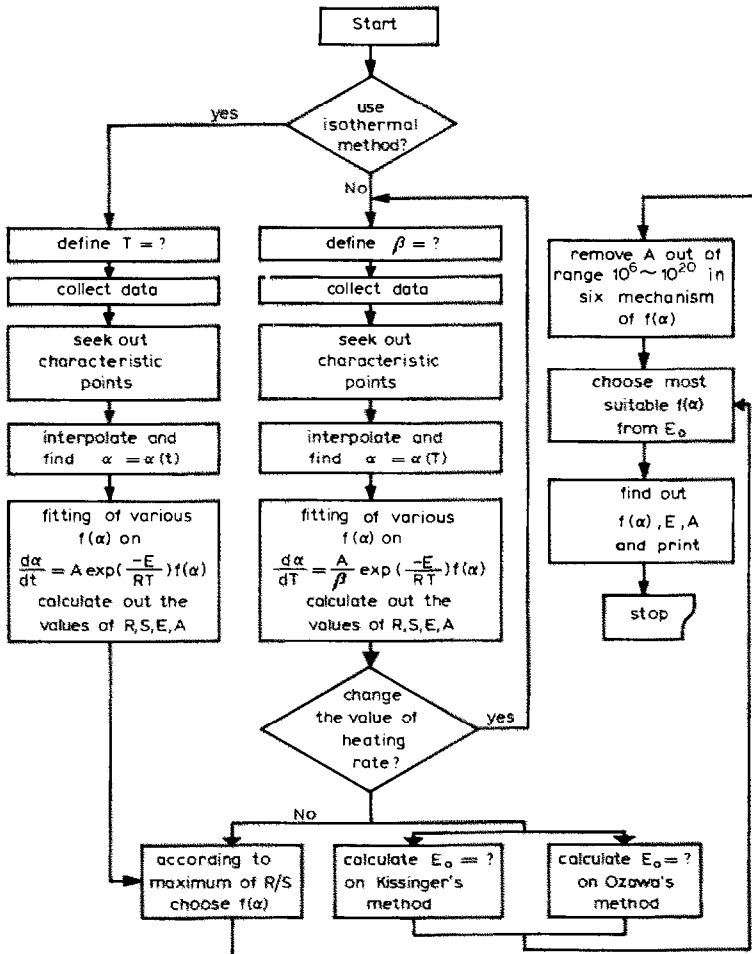 Start
use
isothermal
method?
yes
No
define T = ?
collect data
seek out
characteristic
points
interpolate and
find α = α(t)
fitting of various
f(α) on
dα/dt = A exp(-E/RT)f(α)
calculate out the
values of R,S,E,A
define β = ?
collect data
seek out
characteristic
points
interpolate and
find α = α(T)
fitting of various
f(α) on
dα/dT = A/β exp(-E/RT)f(α)
calculate out the
values of R,S,E,A
change
the value of
heating
rate?
yes
No
according to
maximum of R/S
choose f(α)
calculate E₀ = ?
on Kissinger's
method
calculate E₀ = ?
on Ozawa's
method
remove A out of
range 10⁶~10²⁰ in
six mechanism
of f(α)
choose most
suitable f(α)
from E₀
find out
f(α), E, A
and print
stop